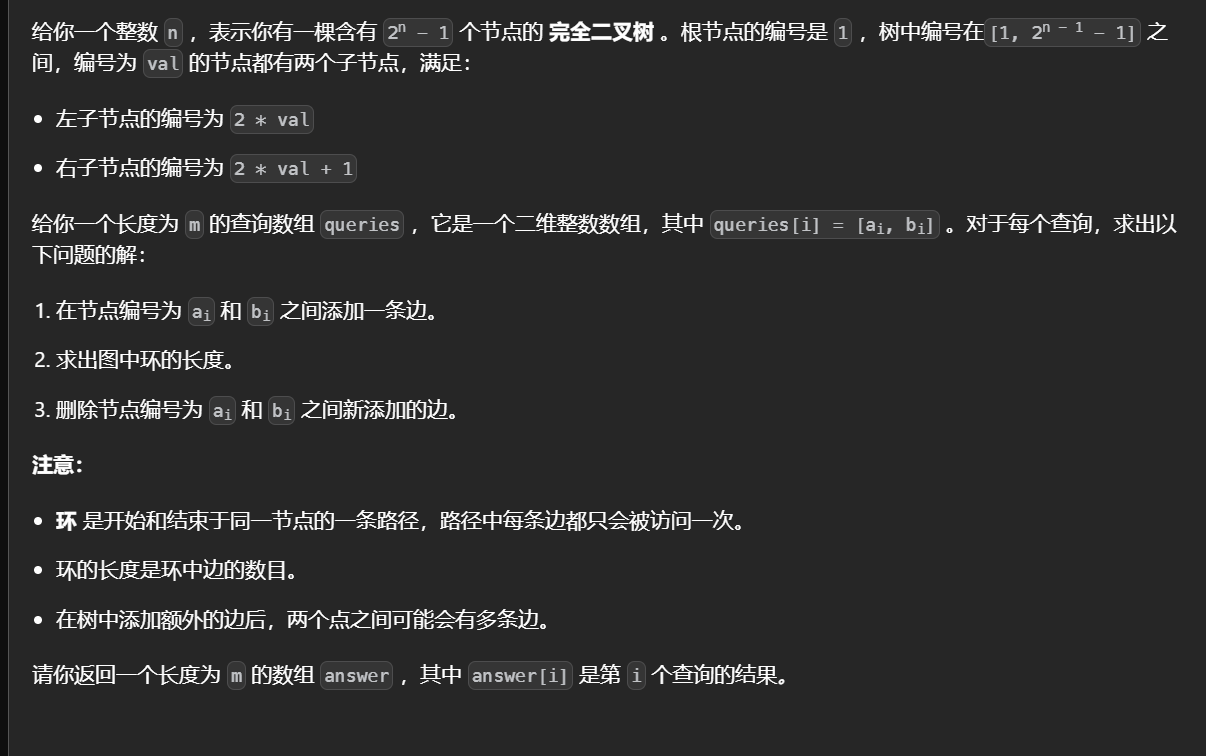 给你一个整数 n ，表示你有一棵含有 2ⁿ - 1 个节点的 完全二叉树 。根节点的编号是 1 ，树中编号在[1, 2ⁿ⁻¹ - 1] 之
间，编号为 val 的节点都有两个子节点，满足：
• 左子节点的编号为 2 * val
• 右子节点的编号为 2 * val + 1
给你一个长度为 m 的查询数组 queries ，它是一个二维整数数组，其中 queries[i] = [aᵢ, bᵢ] 。对于每个查询，求出以
下问题的解：
1. 在节点编号为 aᵢ 和 bᵢ 之间添加一条边。
2. 求出图中环的长度。
3. 删除节点编号为 aᵢ 和 bᵢ 之间新添加的边。
注意：
• 环 是开始和结束于同一节点的一条路径，路径中每条边都只会被访问一次。
• 环的长度是环中边的数目。
• 在树中添加额外的边后，两个点之间可能会有多条边。
请你返回一个长度为 m 的数组 answer ，其中 answer[i] 是第 i 个查询的结果。